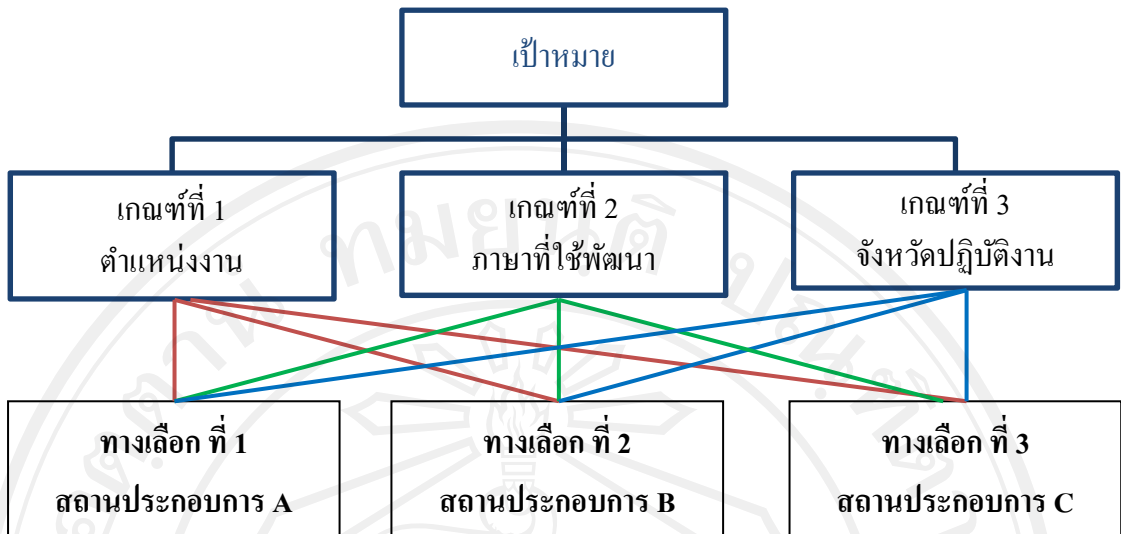 เป้าหมาย
เกณฑ์ที่ 1
ตำแหน่งงาน
เกณฑ์ที่ 2
ภาษาที่ใช้พัฒนา
เกณฑ์ที่ 3
จังหวัดปฏิบัติงาน
ทางเลือก ที่ 1
สถานประกอบการ A
ทางเลือก ที่ 2
สถานประกอบการ B
ทางเลือก ที่ 3
สถานประกอบการ C